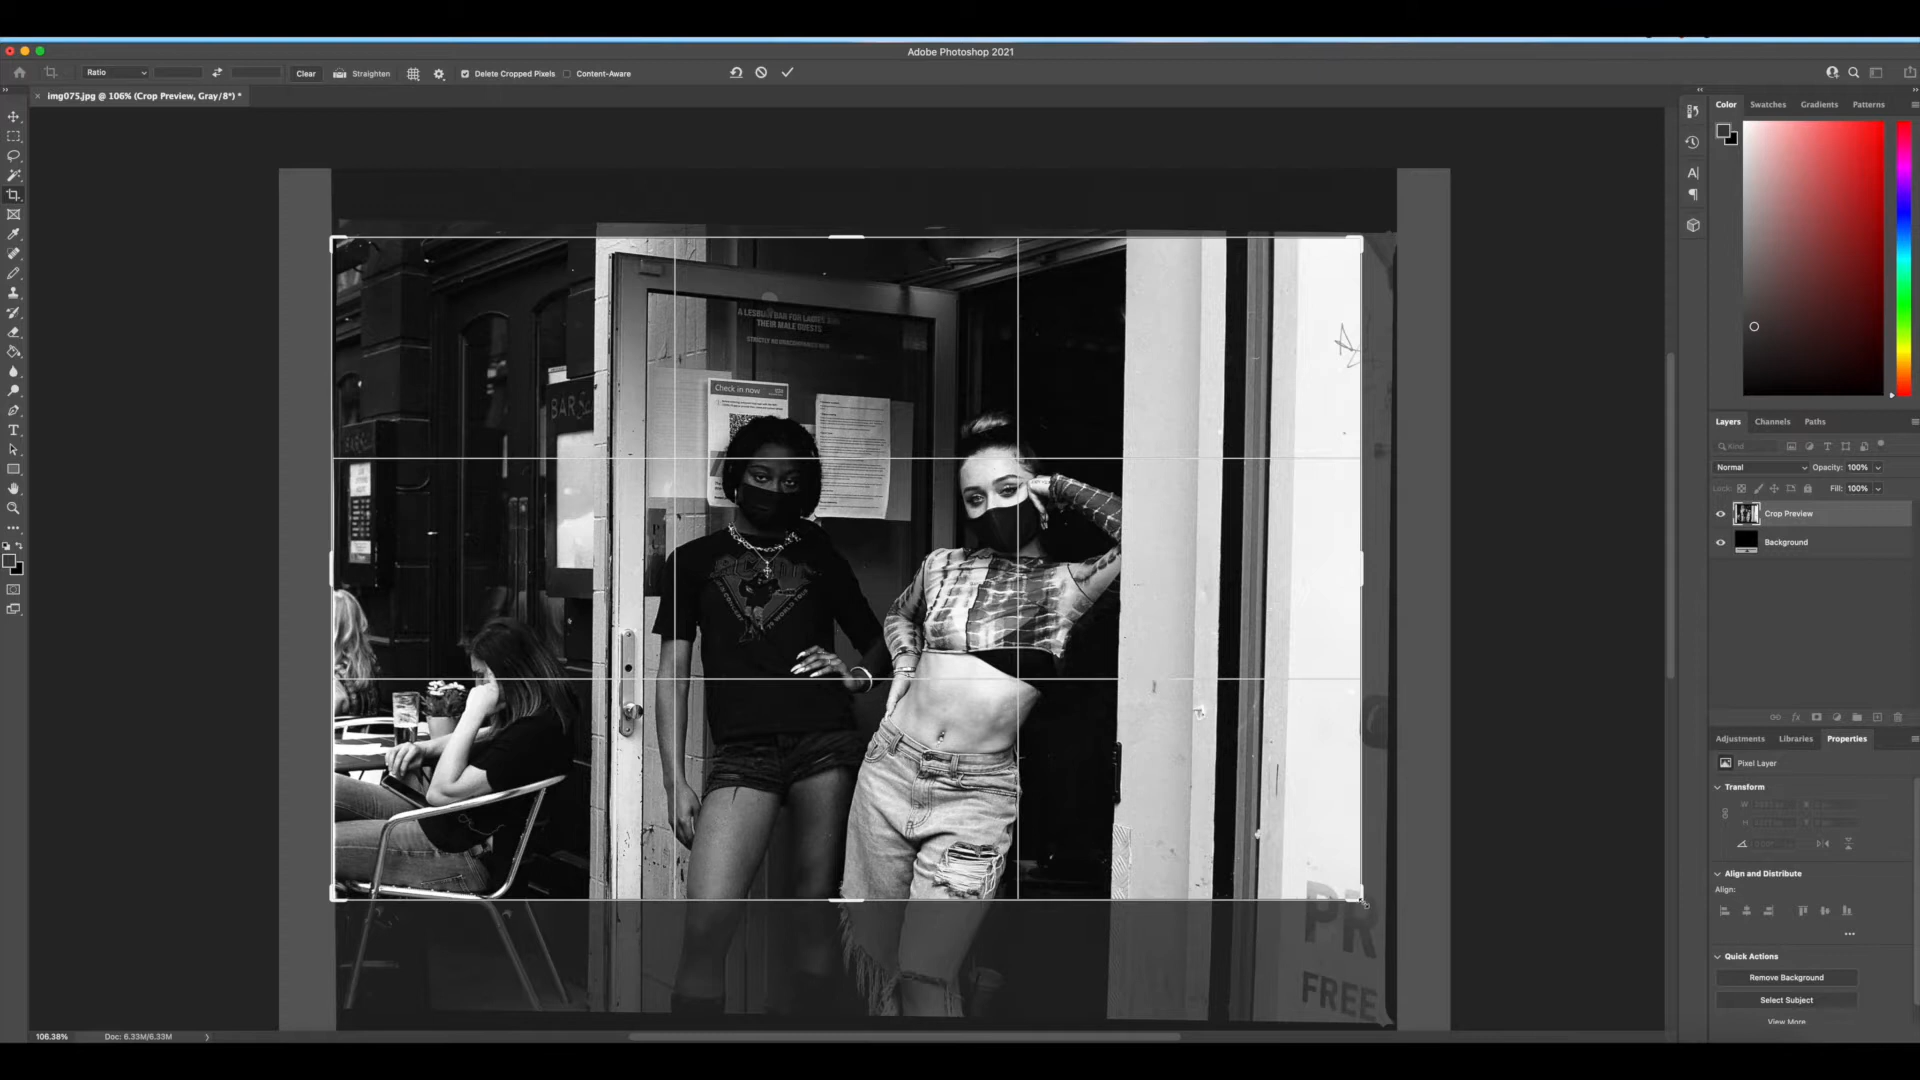 Adobe Photoshop 2021
Ratio
Clear
Straighten
Delete Cropped Pixels
Content-Aware
img075.jpg @ 106% (Crop Preview, Gray/8*) *
Color
Swatches
Gradients
Patterns
A LESBIAN BAR FOR LADIES AND
THEIR MALE GUESTS
Check in now
BAR
Layers
Channels
Paths
Kind
Normal
Opacity: 100%
Lock:
Fill: 100%
Crop Preview
Background
Adjustments
Libraries
Properties
Pixel Layer
Transform
W
X
H
Y
Align and Distribute
Align:
Quick Actions
Remove Background
Select Subject
View More
PR
FREE
106.38%
Doc: 6.33M/6.33M